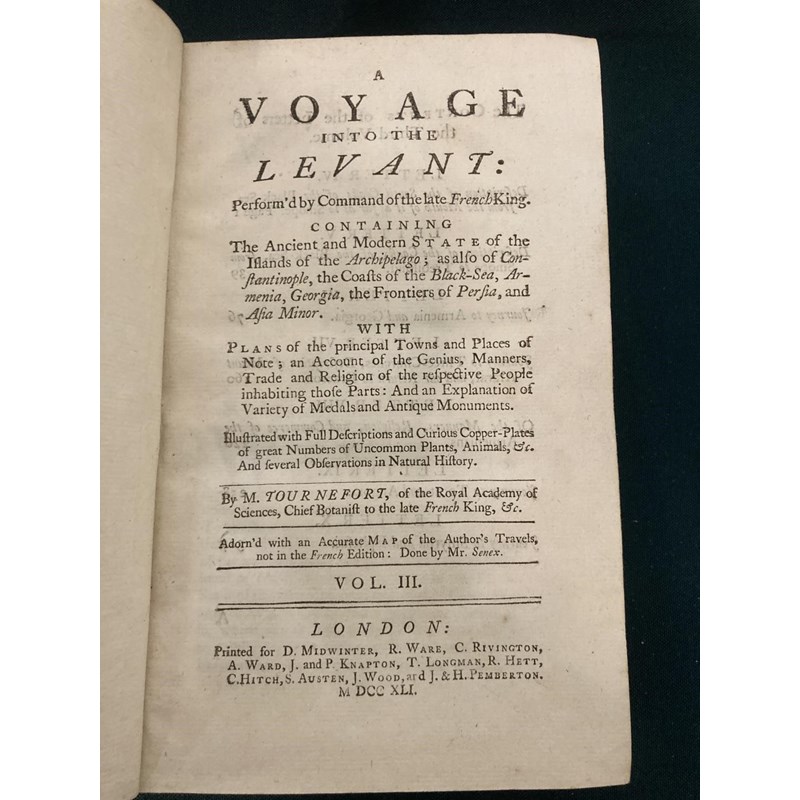 A
VOYAGE
INTO THE
LEVANT:
Perform'd by Command of the late French King.
CONTAINING
The Ancient and Modern STATE of the
Iſlands of the Archipelago; as alſo of Con-
ſtantinople, the Coaſts of the Black-Sea, Ar-
menia, Georgia, the Frontiers of Perſia, and
Aſia Minor.
WITH
PLANS of the principal Towns and Places of
Note; an Account of the Genius, Manners,
Trade and Religion of the reſpective People
inhabiting thoſe Parts: And an Explanation of
Variety of Medals and Antique Monuments.
Illuſtrated with Full Deſcriptions and Curious Copper-Plates
of great Numbers of Uncommon Plants, Animals, &c.
And ſeveral Obſervations in Natural Hiſtory.
By M. TOURNEFORT, of the Royal Academy of
Sciences, Chief Botaniſt to the late French King, &c.
Adorn'd with an Accurate MAP of the Author's Travels,
not in the French Edition: Done by Mr. Senex.
VOL. III.
LONDON:
Printed for D. MIDWINTER, R. WARE, C. RIVINGTON,
A. WARD, J. and P. KNAPTON, T. LONGMAN, R. HETT,
C. HITCH, S. AUSTEN, J. WOOD, and J. & H. PEMBERTON.
M DCC XLI.